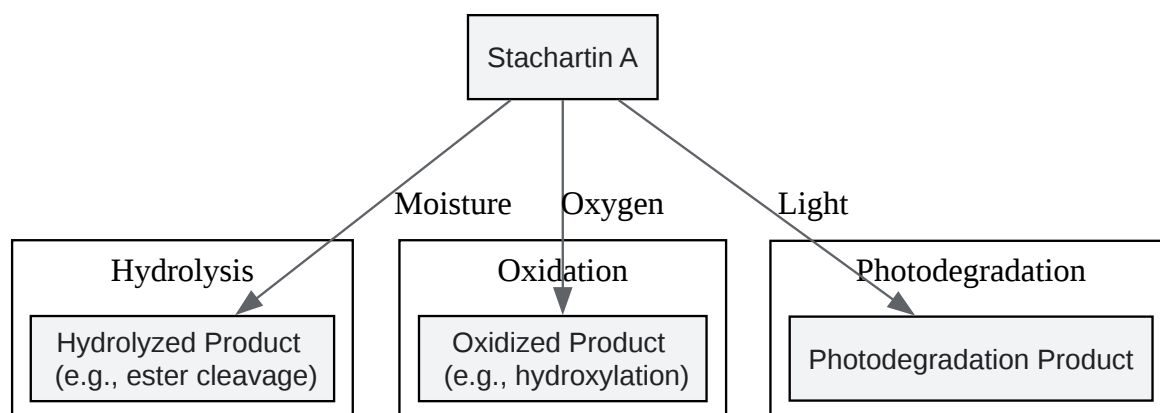 Stachartin A
Moisture
Oxygen
Light
Hydrolysis
Oxidation
Photodegradation
Hydrolyzed Product
(e.g., ester cleavage)
Oxidized Product
(e.g., hydroxylation)
Photodegradation Product